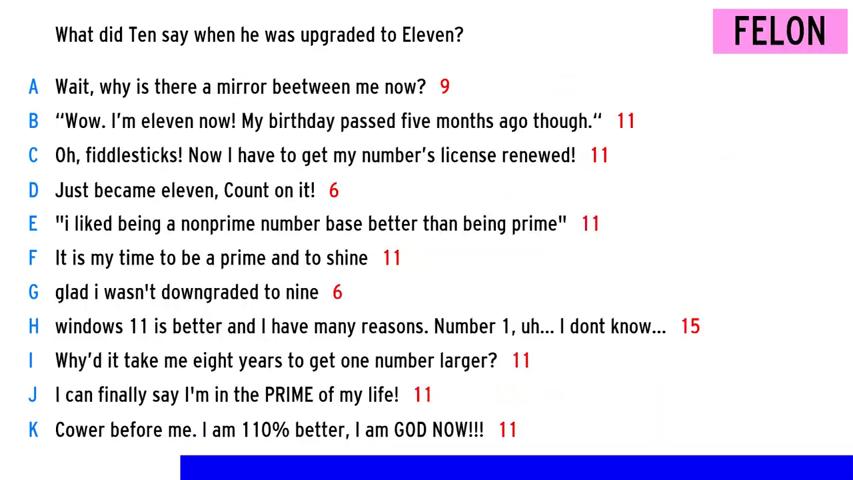 What did Ten say when he was upgraded to Eleven?
FELON
A Wait, why is there a mirror beetween me now? 9
B “Wow. I’m eleven now! My birthday passed five months ago though.“ 11
C Oh, fiddlesticks! Now I have to get my number’s license renewed! 11
D Just became eleven, Count on it! 6
E "i liked being a nonprime number base better than being prime" 11
F It is my time to be a prime and to shine 11
G glad i wasn't downgraded to nine 6
H windows 11 is better and I have many reasons. Number 1, uh... I dont know... 15
I Why’d it take me eight years to get one number larger? 11
J I can finally say I'm in the PRIME of my life! 11
K Cower before me. I am 110% better, I am GOD NOW!!! 11